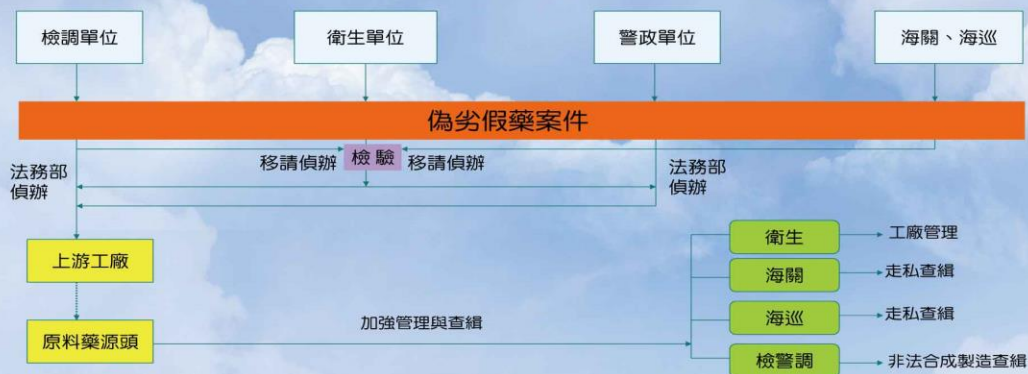 檢調單位
衛生單位
警政單位
海關、海巡
偽劣假藥案件
法務部
偵辦
移請偵辦
檢驗
移請偵辦
法務部
偵辦
上游工廠
原料藥源頭
加強管理與查緝
衛生
工廠管理
海關
走私查緝
海巡
走私查緝
檢警調
非法合成製造查緝